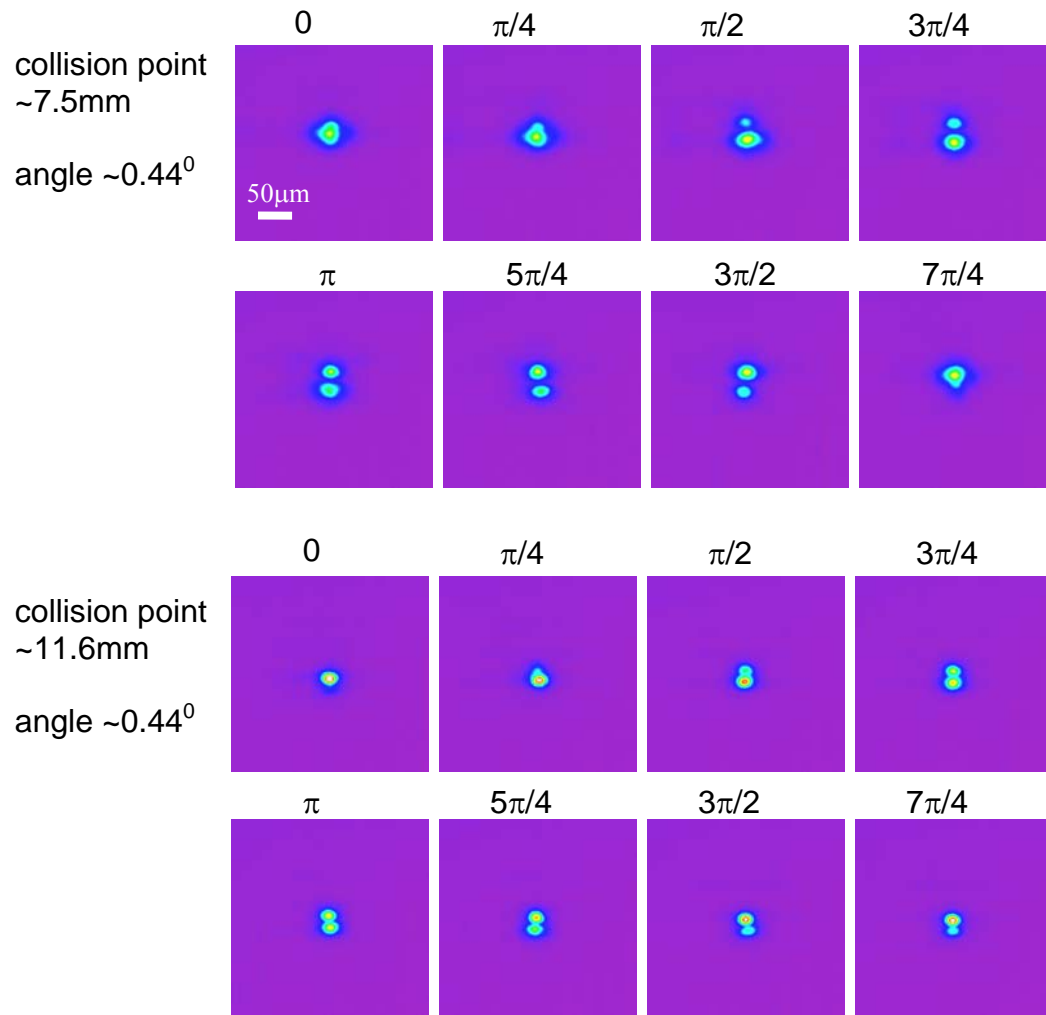 0 π/4 π/2 3π/4
collision point
~7.5mm
angle ~0.44⁰
50μm
π 5π/4 3π/2 7π/4
0 π/4 π/2 3π/4
collision point
~11.6mm
angle ~0.44⁰
π 5π/4 3π/2 7π/4